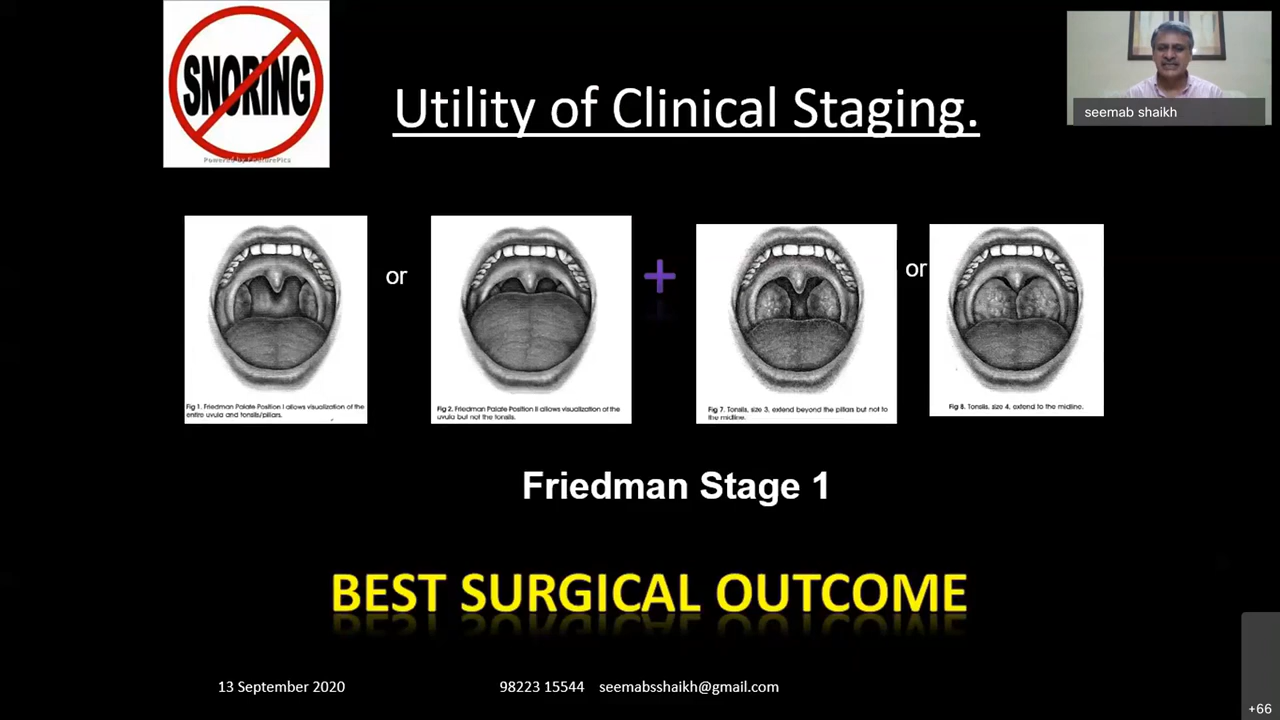 SNORING
Powered by FeaturePics
Utility of Clinical Staging.
seemab shaikh
or
+
or
Fig 1. Friedman Palate Position I allows visualization of the
entire uvula and tonsils/pillars.
Fig 2. Friedman Palate Position II allows visualization of the
uvula but not the tonsils.
Fig 7. Tonsils, size 3, extend beyond the pillars but not to
the midline.
Fig 8. Tonsils, size 4, extend to the midline.
Friedman Stage 1
BEST SURGICAL OUTCOME
13 September 2020
98223 15544 seemabsshaikh@gmail.com
+66